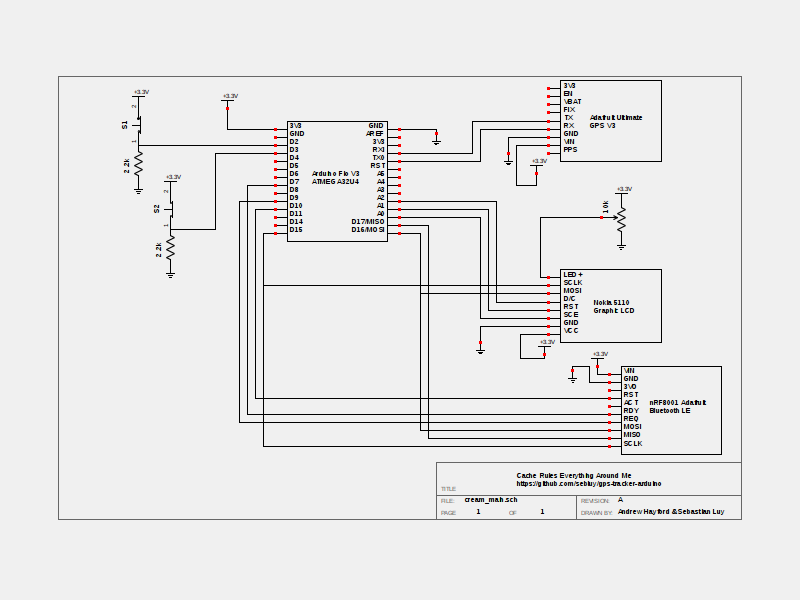 +3.3V
2
S1
1
2.2k
+3.3V
2
S2
1
2.2k
+3.3V
3V3
GND
D2
D3
D4
D5
D6
D7
D8
D9
D10
D11
D14
D15
Arduino Fio V3
ATMEGA32U4
GND
AREF
3V3
RXI
TX0
RST
A5
A4
A3
A2
A1
A0
D17/MISO
D16/MOSI
3V3
EN
VBAT
FIX
TX
RX
GND
VIN
PPS
Adafruit Ultimate
GPS V3
+3.3V
+3.3V
10k
LED+
SCLK
MOSI
D/C
RST
SCE
GND
VCC
Nokia 5110
Graphic LCD
+3.3V
+3.3V
VIN
GND
3V0
RST
ACT
RDY
REQ
MOSI
MISO
SCLK
nRF8001 Adafruit
Bluetooth LE
TITLE
Cache Rules Everything Around Me
https://github.com/sebluy/gps-tracker-arduino
FILE: cream_main.sch
REVISION: A
PAGE 1 OF 1
DRAWN BY: Andrew Hayford & Sebastian Luy